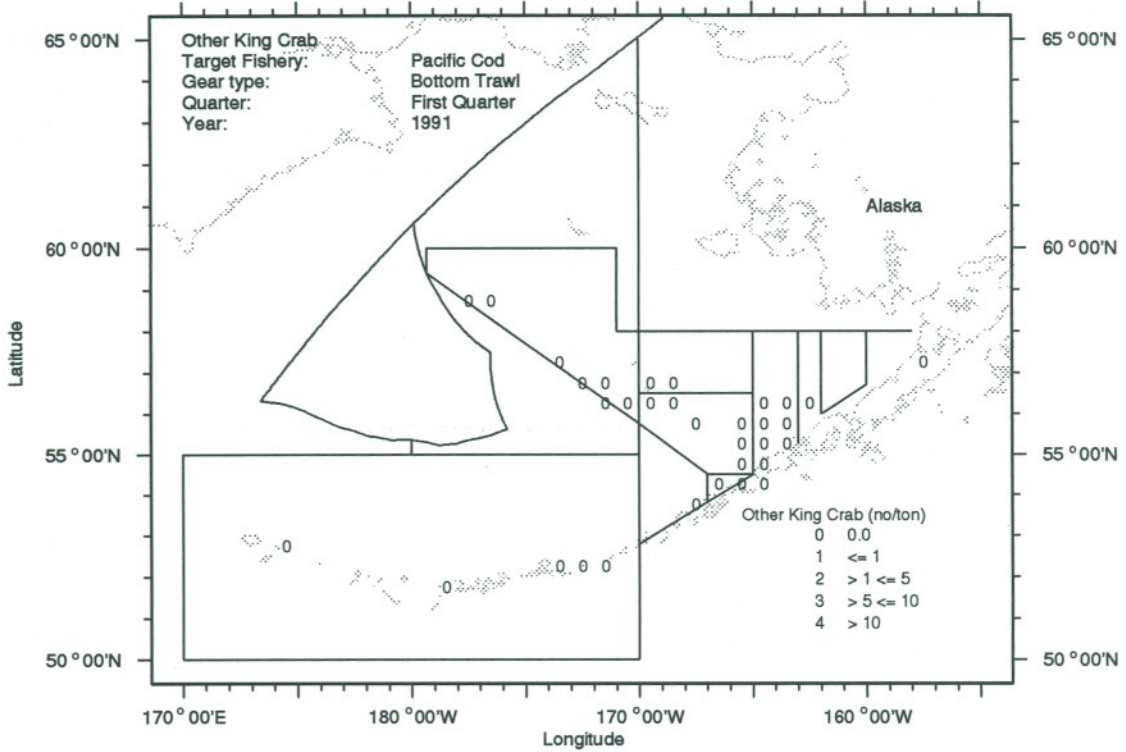 Other King Crab
Target Fishery: Pacific Cod
Gear type: Bottom Trawl
Quarter: First Quarter
Year: 1991
65 °00'N 65 °00'N
Alaska
60 °00'N 60 °00'N
0 0
0 0
0 0 0 0
0 0 0 0 0 0 0
0 0 0 0
0 0 0
0 0
55 °00'N 55 °00'N
0 0 0
0
Other King Crab (no/ton)
0 0.0
1 <= 1
2 > 1 <= 5
3 > 5 <= 10
4 > 10
0
0 0 0
0
50 °00'N 50 °00'N
170 °00'E 180 °00'W 170 °00'W 160 °00'W
Latitude
Longitude